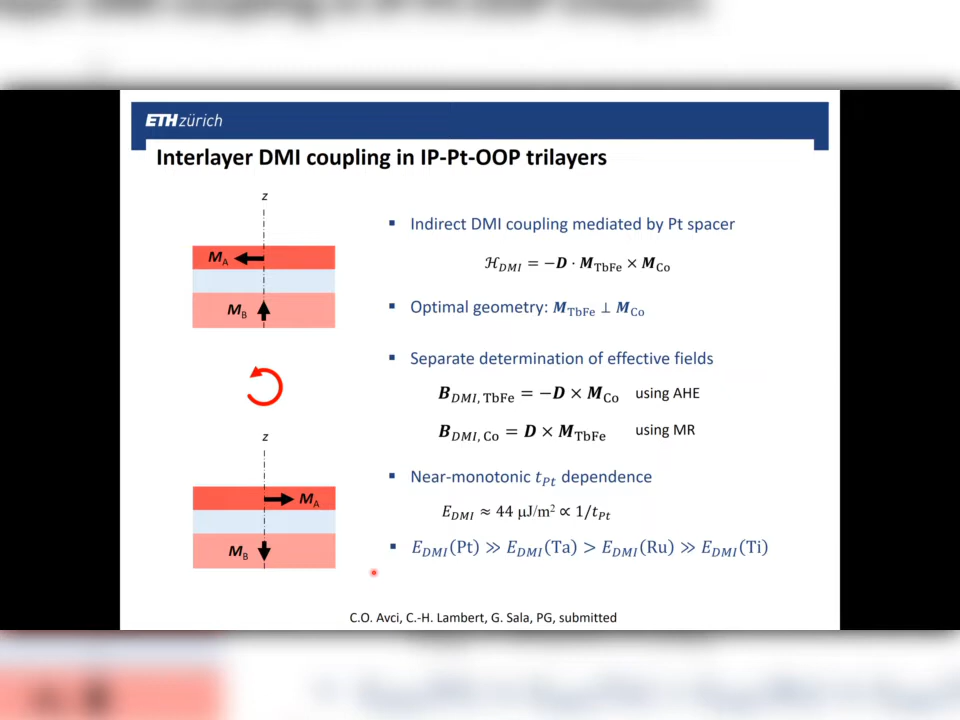 ETH zürich
Interlayer DMI coupling in IP-Pt-OOP trilayers
z
M_A
M_B
z
M_A
M_B
▪ Indirect DMI coupling mediated by Pt spacer
ℋ_DMI = −D · M_TbFe × M_Co
▪ Optimal geometry: M_TbFe ⊥ M_Co
▪ Separate determination of effective fields
B_DMI,TbFe = −D × M_Co using AHE
B_DMI,Co = D × M_TbFe using MR
▪ Near-monotonic t_Pt dependence
E_DMI ≈ 44 μJ/m² ∝ 1/t_Pt
▪ E_DMI(Pt) ≫ E_DMI(Ta) > E_DMI(Ru) ≫ E_DMI(Ti)
C.O. Avci, C.-H. Lambert, G. Sala, PG, submitted